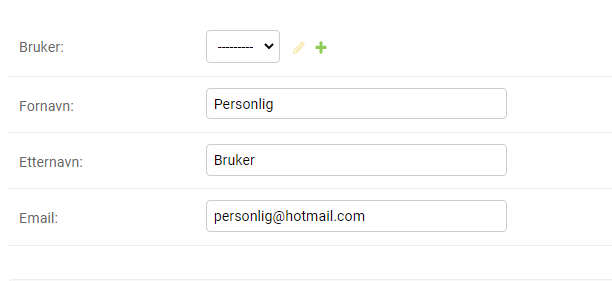 Bruker: ---------
Fornavn: Personlig
Etternavn: Bruker
Email: personlig@hotmail.com